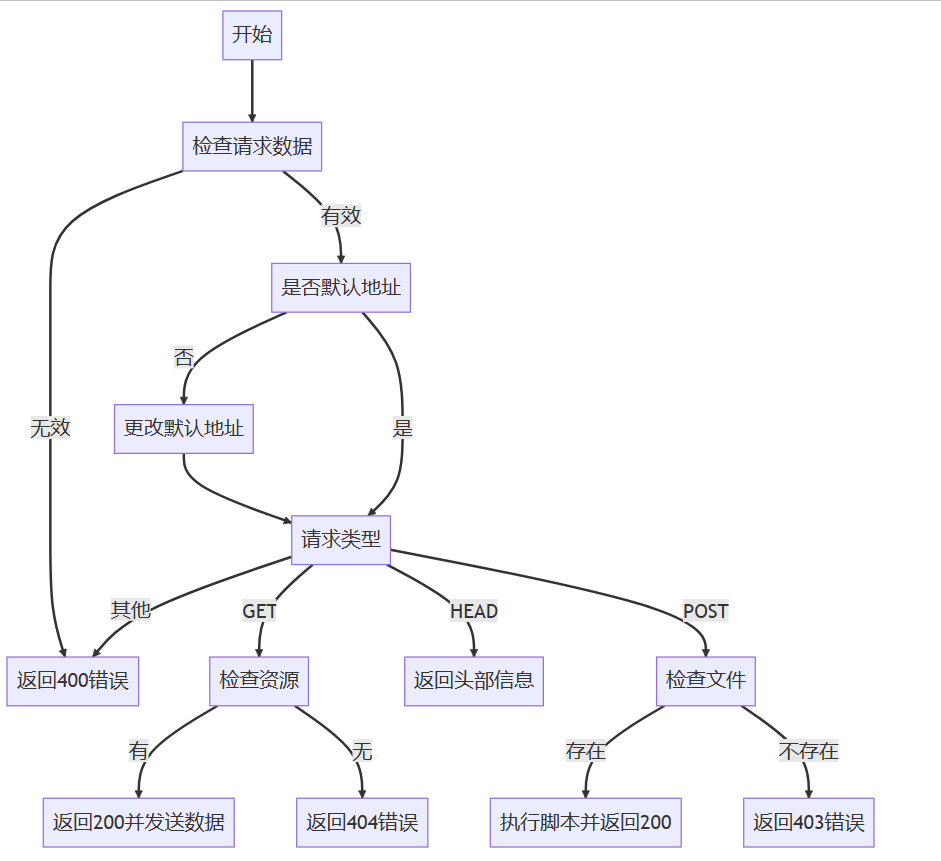 开始
检查请求数据
有效
是否默认地址
否
无效
更改默认地址
是
请求类型
其他
GET
HEAD
POST
返回400错误
检查资源
返回头部信息
检查文件
有
无
存在
不存在
返回200并发送数据
返回404错误
执行脚本并返回200
返回403错误